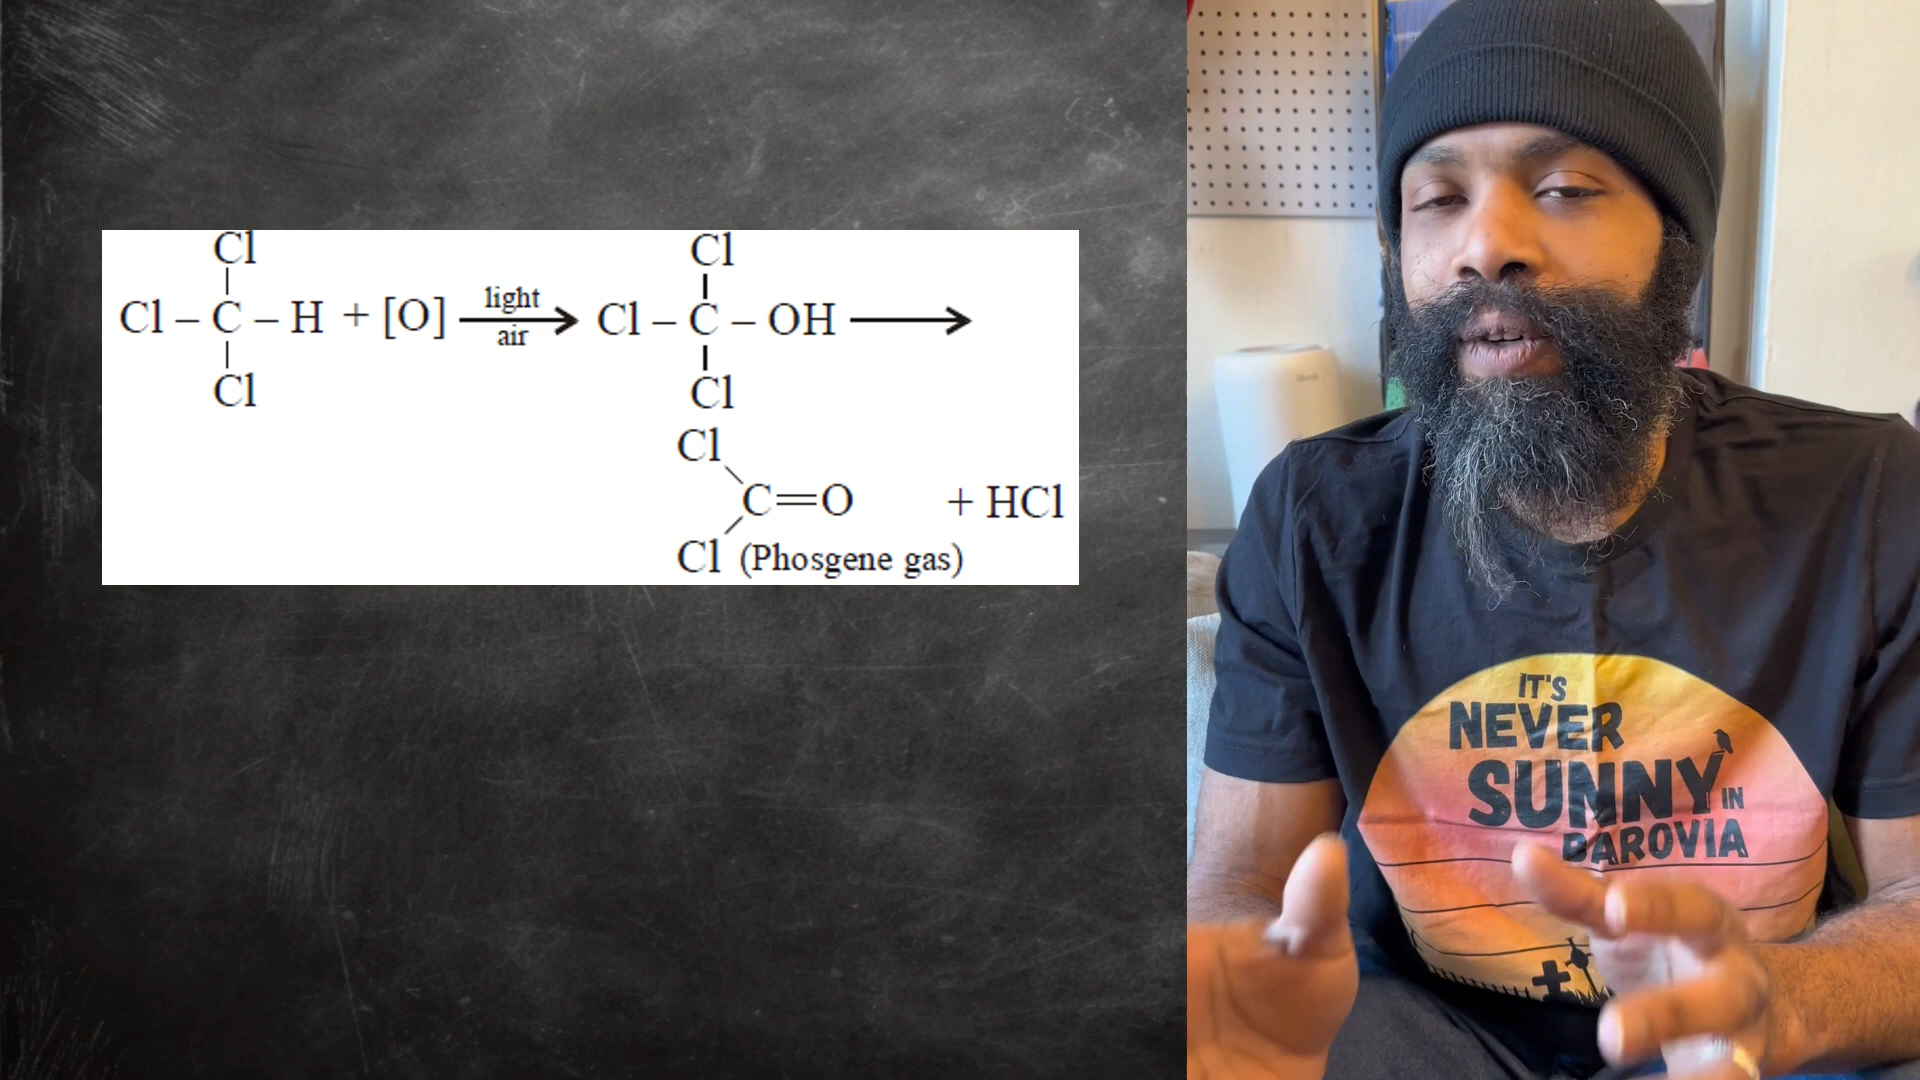 Cl
Cl – C – H + [O] light air Cl – C – OH
Cl
Cl
Cl
Cl
C=O + HCl
Cl (Phosgene gas)
IT'S
NEVER
SUNNY IN
BAROVIA